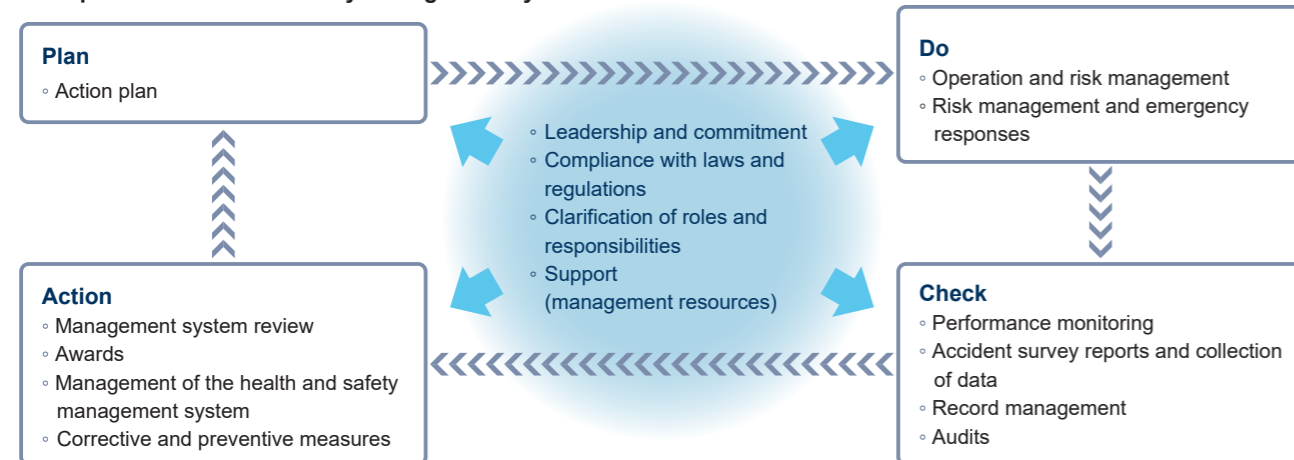 Plan
◦ Action plan
Do
◦ Operation and risk management
◦ Risk management and emergency
responses
◦ Leadership and commitment
◦ Compliance with laws and
regulations
◦ Clarification of roles and
responsibilities
◦ Support
(management resources)
Action
◦ Management system review
◦ Awards
◦ Management of the health and safety
management system
◦ Corrective and preventive measures
Check
◦ Performance monitoring
◦ Accident survey reports and collection
of data
◦ Record management
◦ Audits